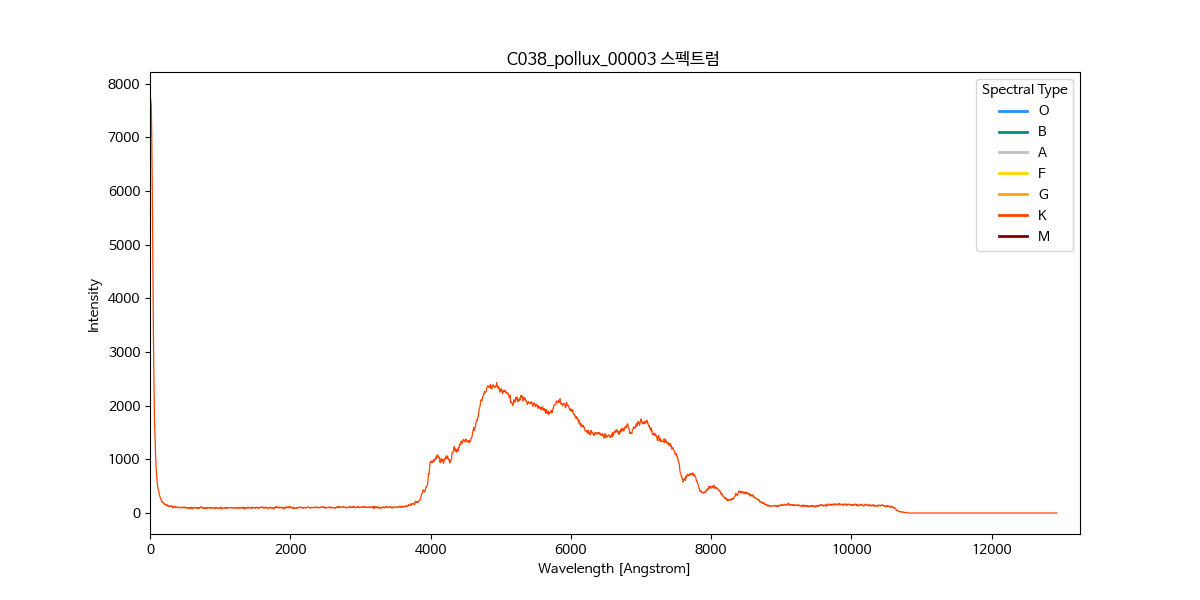 C038_pollux_00003 스펙트럼
8000
7000
6000
5000
4000
3000
2000
1000
0
Intensity
0
2000
4000
6000
8000
10000
12000
Wavelength [Angstrom]
Spectral Type
O
B
A
F
G
K
M